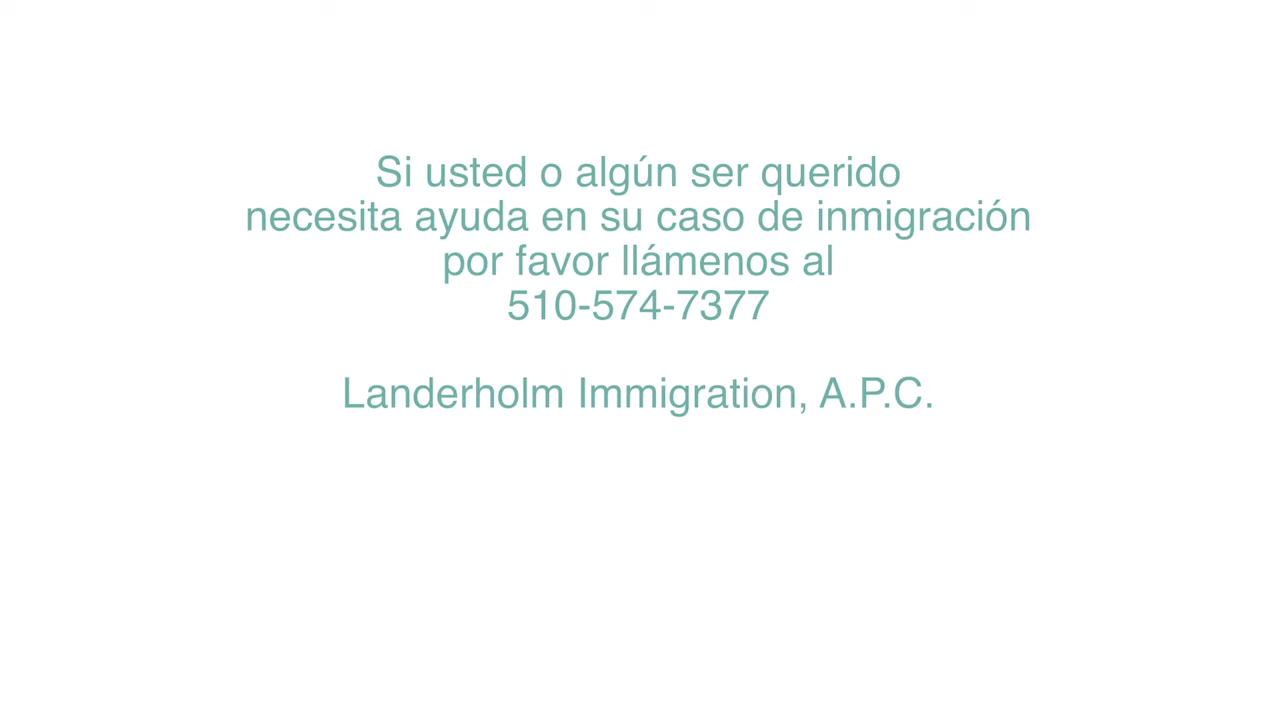 Si usted o algún ser querido
necesita ayuda en su caso de inmigración
por favor llámenos al
510-574-7377
Landerholm Immigration, A.P.C.